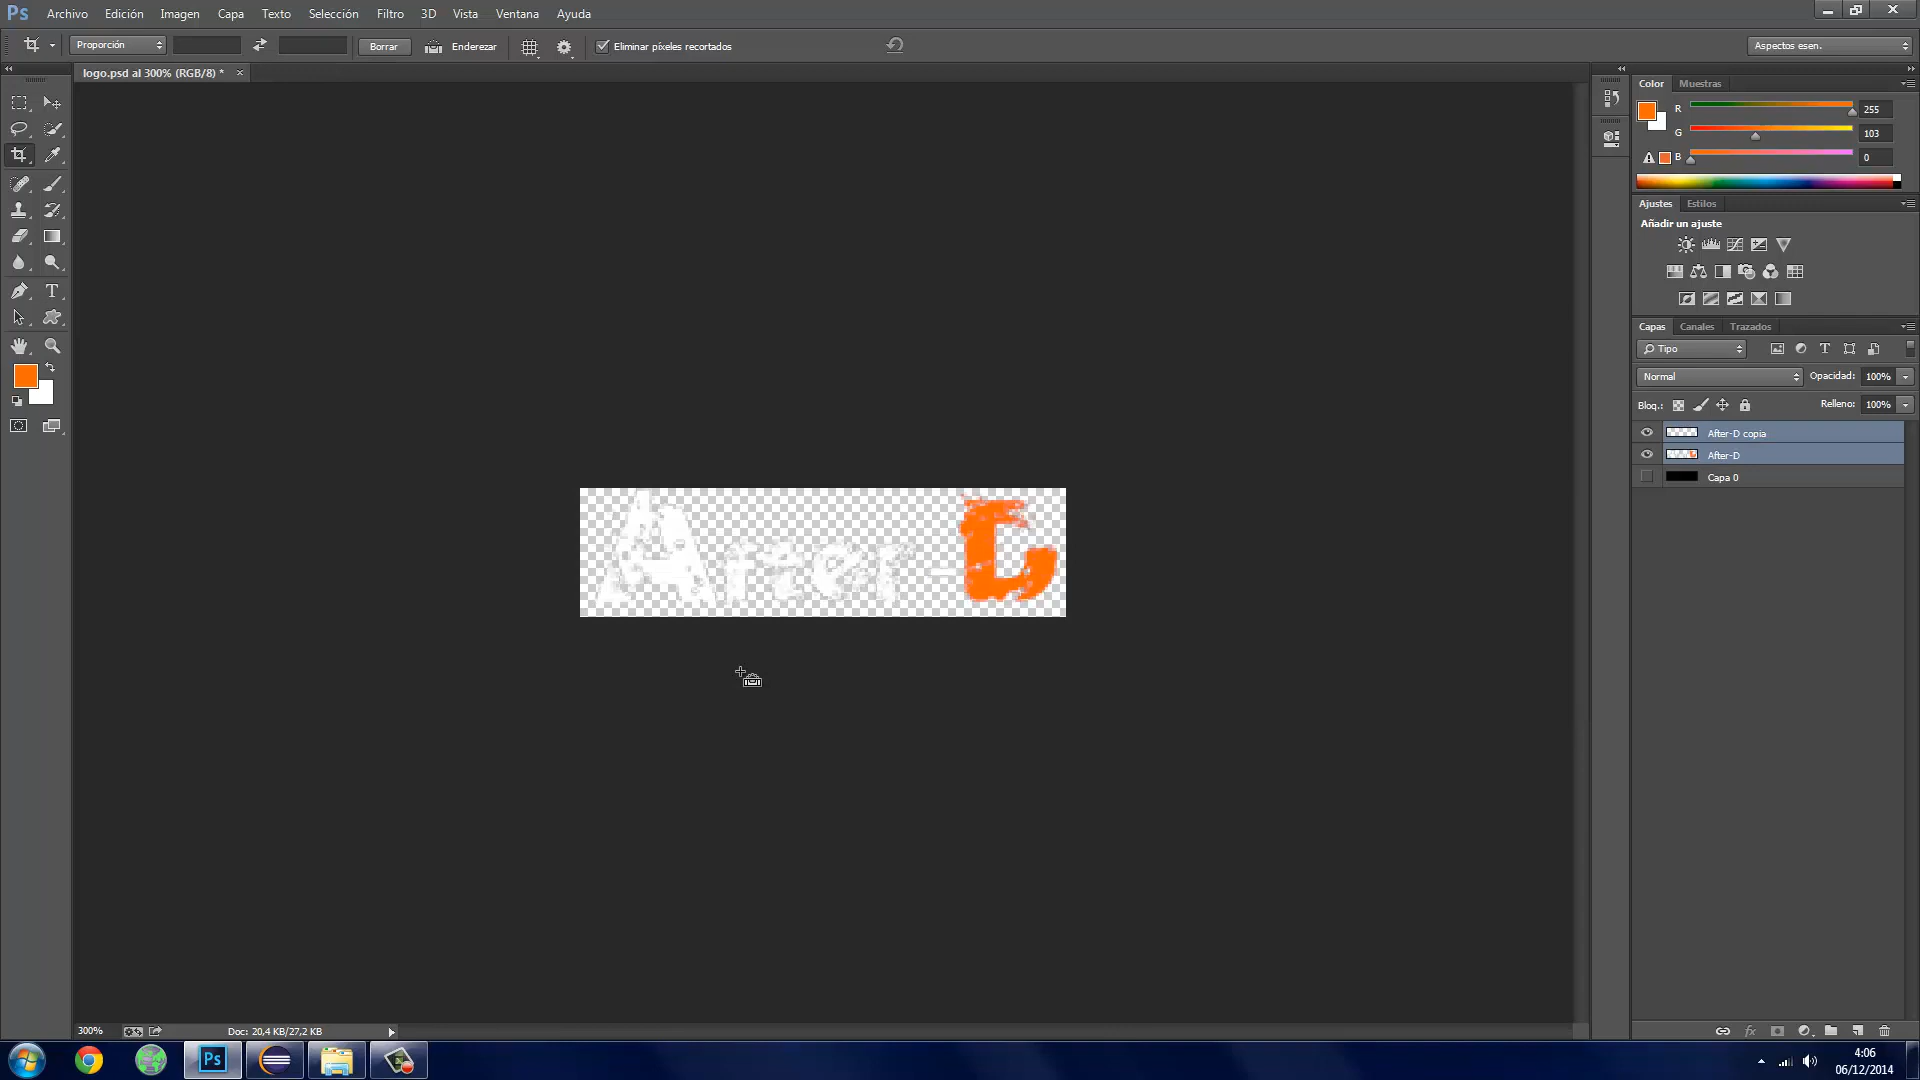 Ps Archivo Edición Imagen Capa Texto Selección Filtro 3D Vista Ventana Ayuda
Proporción Borrar Enderezar Eliminar píxeles recortados Aspectos esen.
logo.psd al 300% (RGB/8) * ×
Color Muestras
R 255
G 103
B 0
Ajustes Estilos
Añadir un ajuste
Capas Canales Trazados
Tipo
Normal Opacidad: 100%
Bloq.: Relleno: 100%
After-D copia
After-D
Capa 0
After -
300% Doc: 20,4 KB/27,2 KB
Ps
4:06
06/12/2014